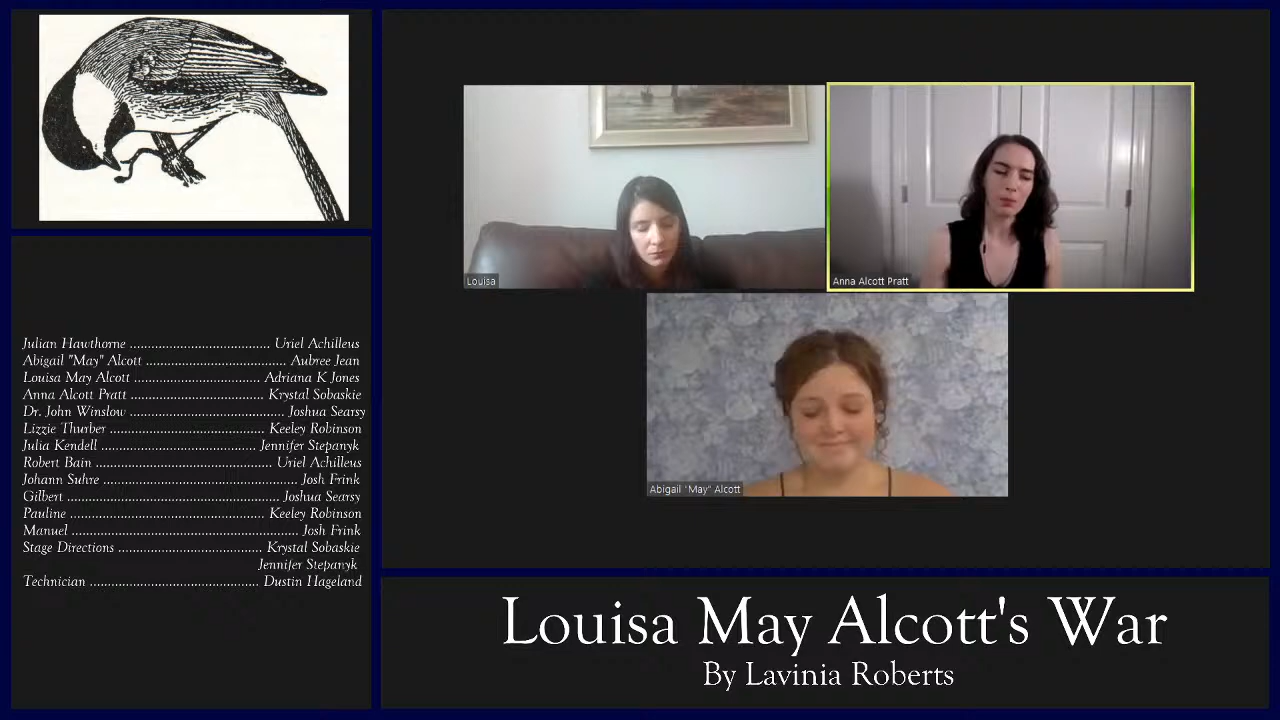 Louisa
Anna Alcott Pratt
Abigail "May" Alcott
Julian Hawthorne ........................................ Uriel Achilleus
Abigail "May" Alcott ...................................... Aubree Jean
Louisa May Alcott ................................... Adriana K Jones
Anna Alcott Pratt ................................... Krystal Sobaskie
Dr. John Winslow .......................................... Joshua Searsy
Lizzie Thurber ............................................ Keeley Robinson
Julia Kendell .......................................... Jennifer Stepanyk
Robert Bain ................................................ Uriel Achilleus
Johann Suhre .................................................... Josh Frink
Gilbert .......................................................... Joshua Searsy
Pauline ..................................................... Keeley Robinson
Manuel ............................................................. Josh Frink
Stage Directions ...................................... Krystal Sobaskie
Jennifer Stepanyk
Technician ............................................. Dustin Hageland
Louisa May Alcott's War
By Lavinia Roberts